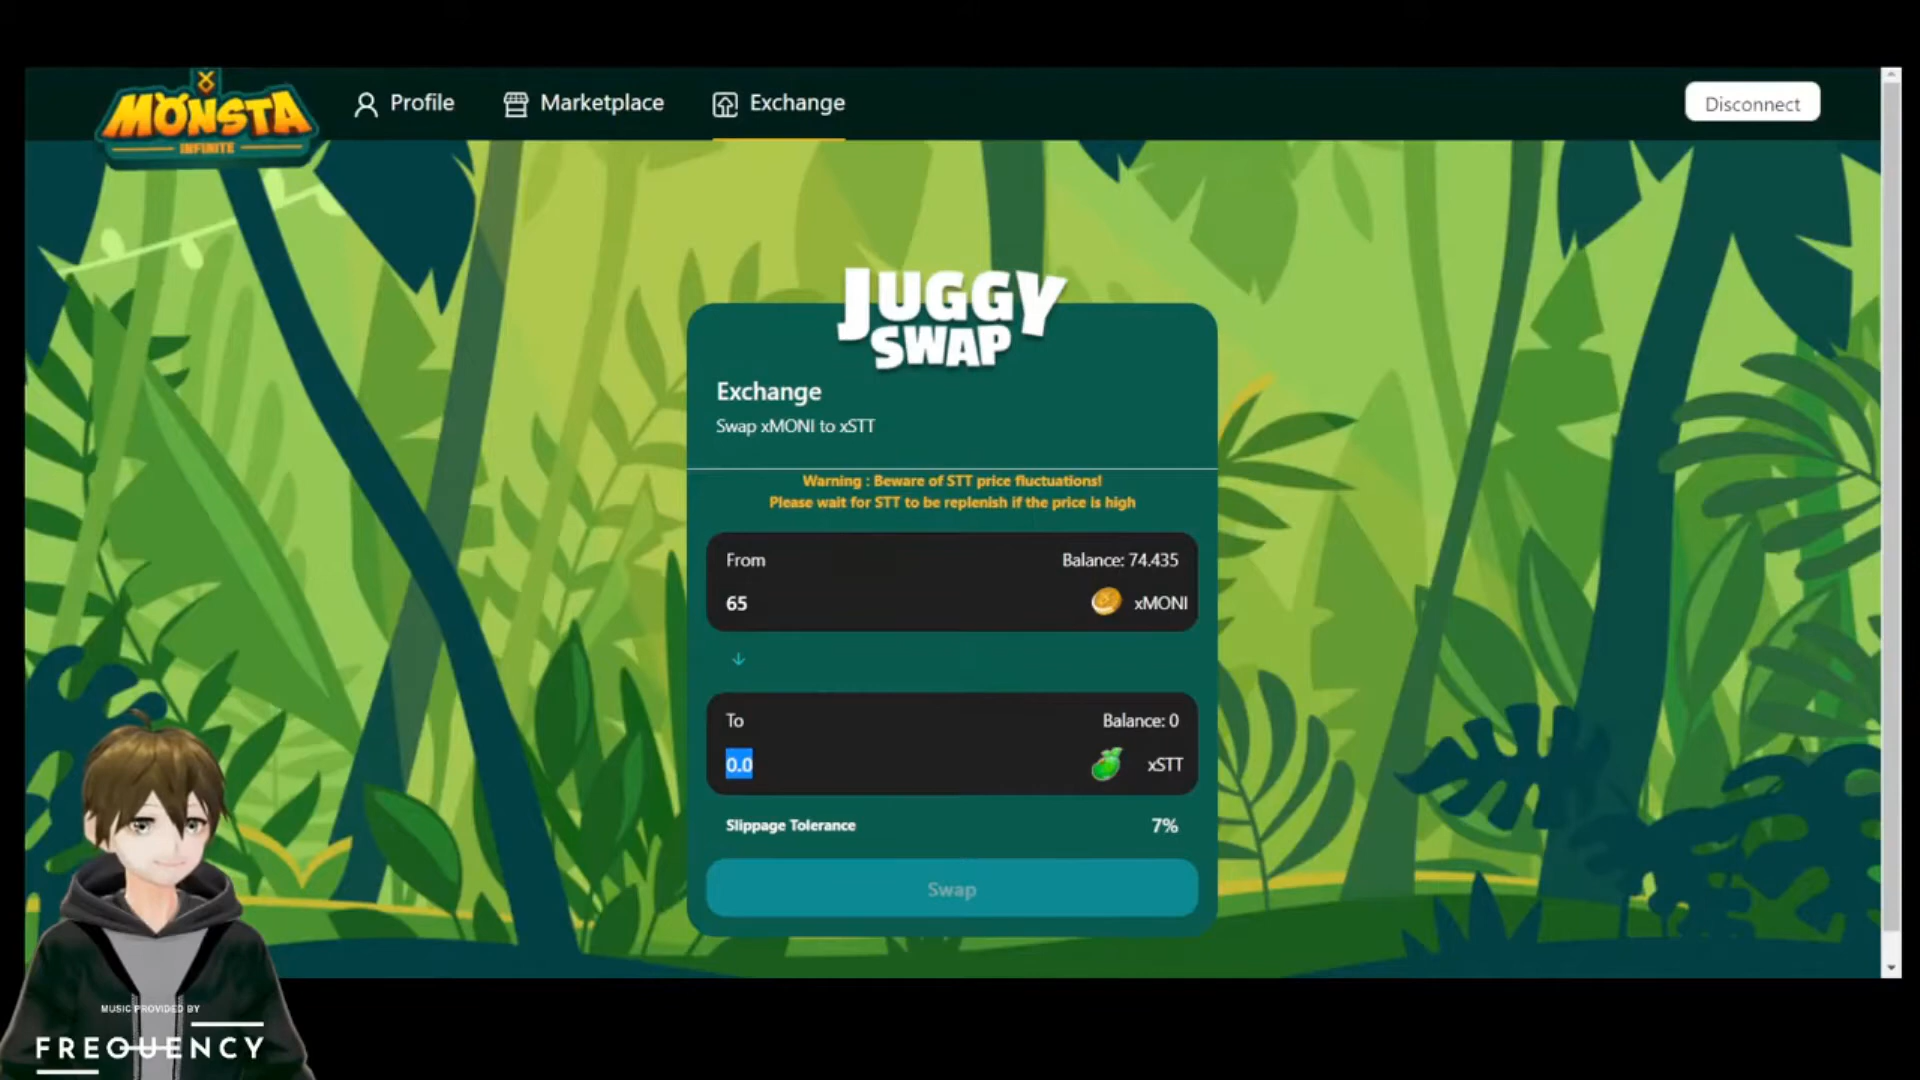 MONSTA
INFINITE
Profile
Marketplace
Exchange
Disconnect
JUGGY
SWAP
Exchange
Swap xMONI to xSTT
Warning : Beware of STT price fluctuations!
Please wait for STT to be replenish if the price is high
From
Balance: 74.435
65
xMONI
To
Balance: 0
0.0
xSTT
Slippage Tolerance
7%
Swap
MUSIC PROVIDED BY
FREQUENCY